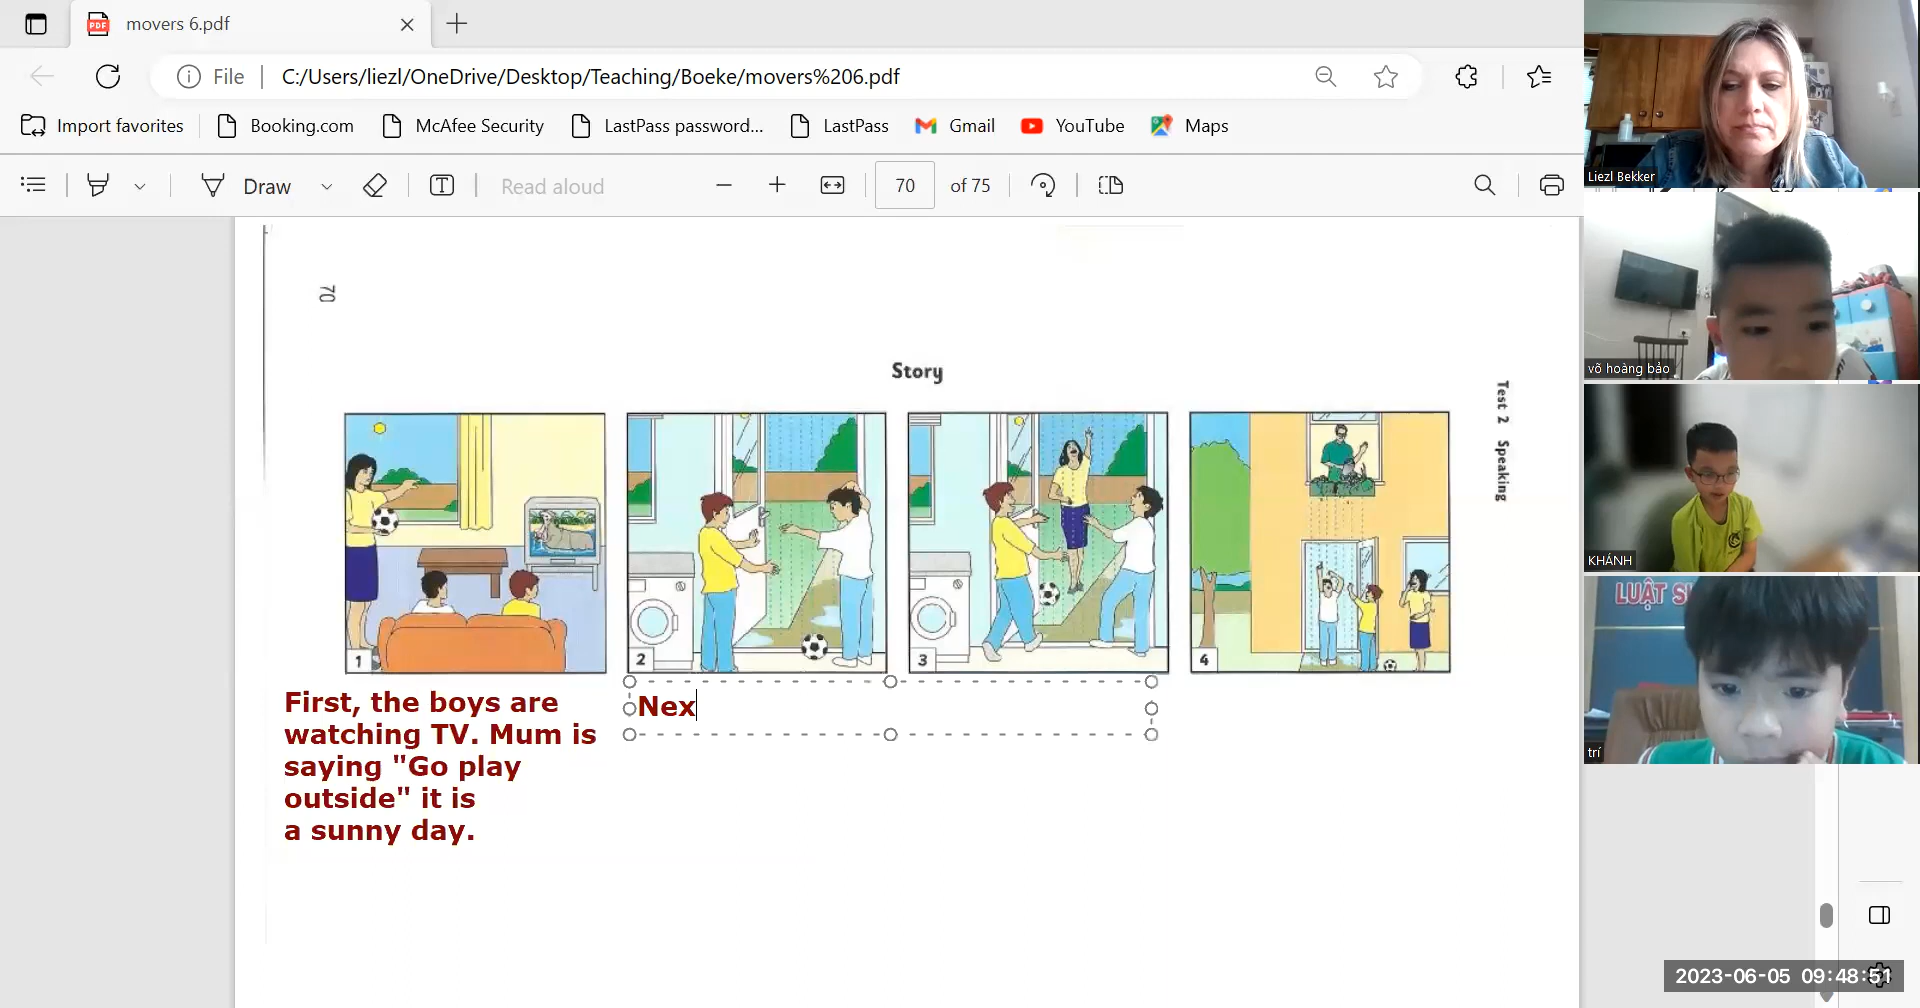 movers 6.pdf
File
C:/Users/liezl/OneDrive/Desktop/Teaching/Boeke/movers%206.pdf
Import favorites
Booking.com
McAfee Security
LastPass password...
LastPass
Gmail
YouTube
Maps
Draw
Read aloud
70
of 75
70
Story
Test 2 Speaking
1
2
3
4
First, the boys are
watching TV. Mum is
saying "Go play
outside" it is
a sunny day.
Nex
Liezl Bekker
võ hoàng bảo
KHÁNH
LUẬT
trí
2023-06-05 09:48:51